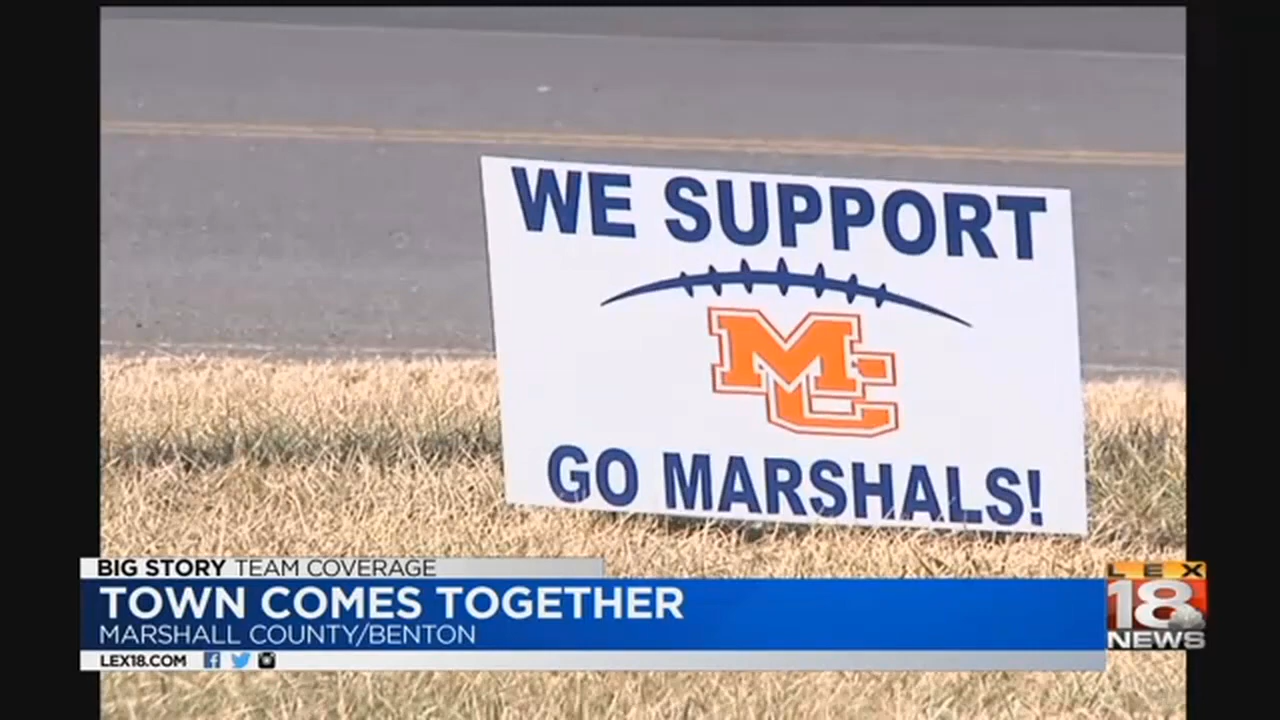 WE SUPPORT
MC
GO MARSHALS!
BIG STORY TEAM COVERAGE
TOWN COMES TOGETHER
MARSHALL COUNTY/BENTON
LEX18.COM
LEX
18
NEWS